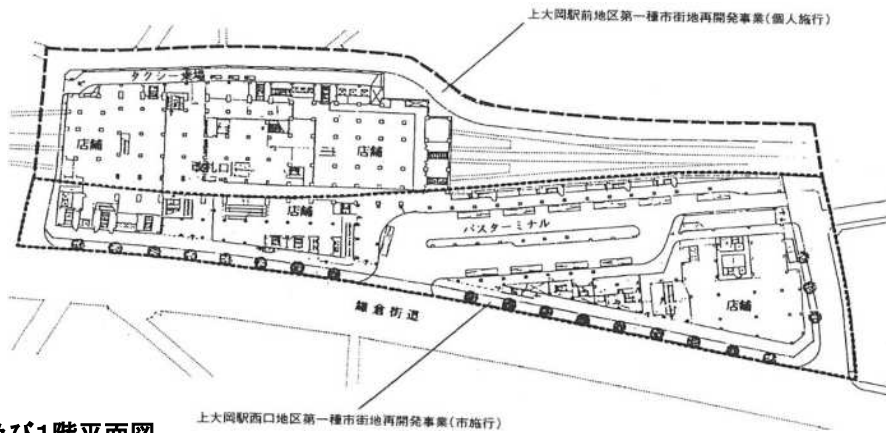 上大岡駅前地区第一種市街地再開発事業(個人施行)
タクシー乗場
店舗
改札口
店舗
店舗
バスターミナル
店舗
鎌倉街道
上大岡駅西口地区第一種市街地再開発事業(市施行)
び1階平面図